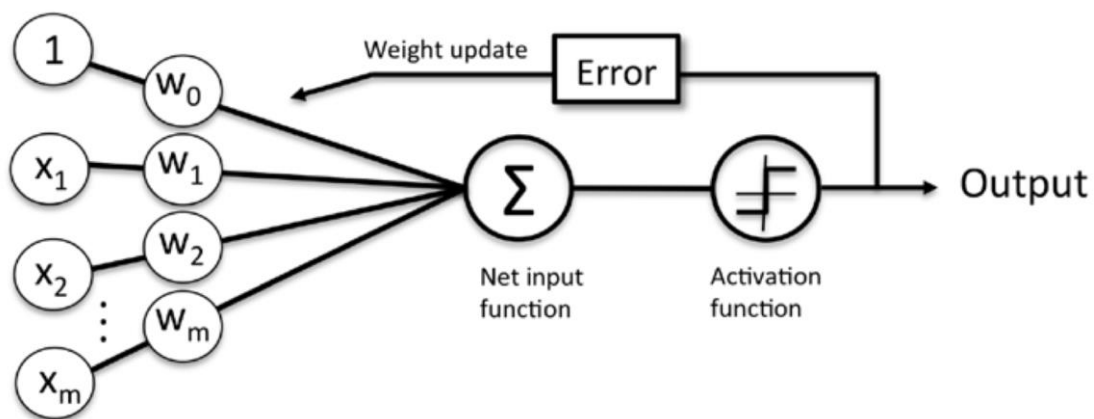 1
w₀
Weight update
Error
x₁
w₁
Σ
Output
x₂
w₂
Net input
function
Activation
function
⋮
wₘ
xₘ